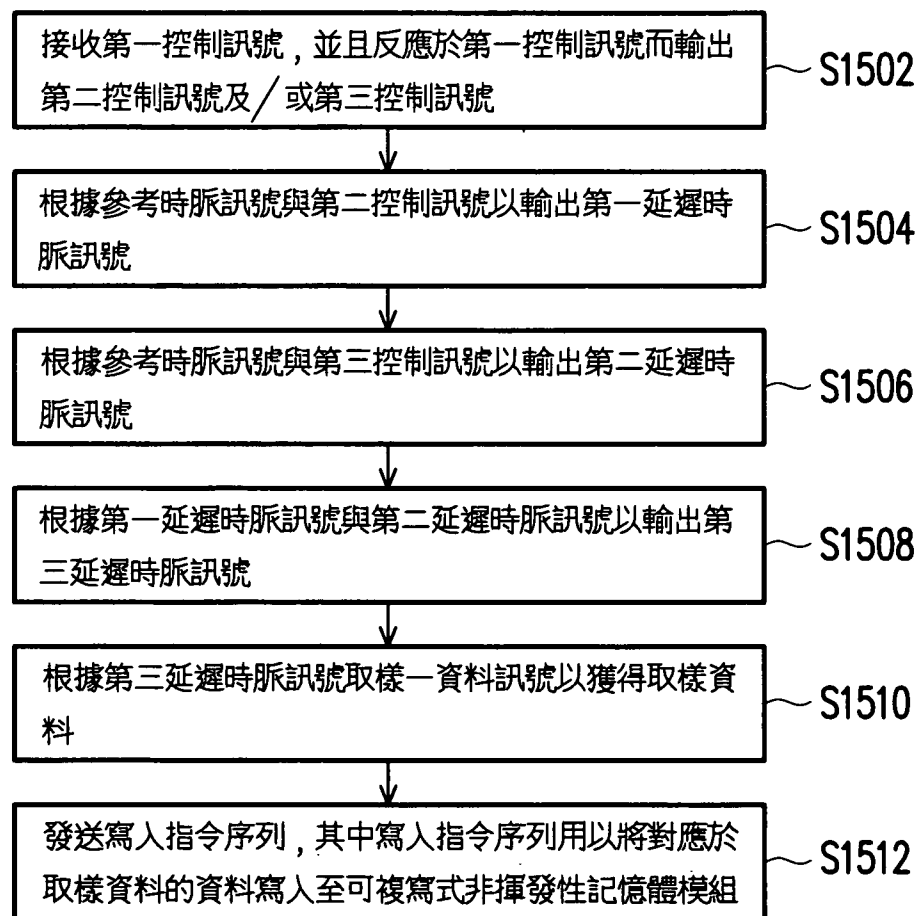 接收第一控制訊號，並且反應於第一控制訊號而輸出
第二控制訊號及/或第三控制訊號
S1502
根據參考時脈訊號與第二控制訊號以輸出第一延遲時
脈訊號
S1504
根據參考時脈訊號與第三控制訊號以輸出第二延遲時
脈訊號
S1506
根據第一延遲時脈訊號與第二延遲時脈訊號以輸出第
三延遲時脈訊號
S1508
根據第三延遲時脈訊號取樣一資料訊號以獲得取樣資
料
S1510
發送寫入指令序列，其中寫入指令序列用以將對應於
取樣資料的資料寫入至可複寫式非揮發性記憶體模組
S1512